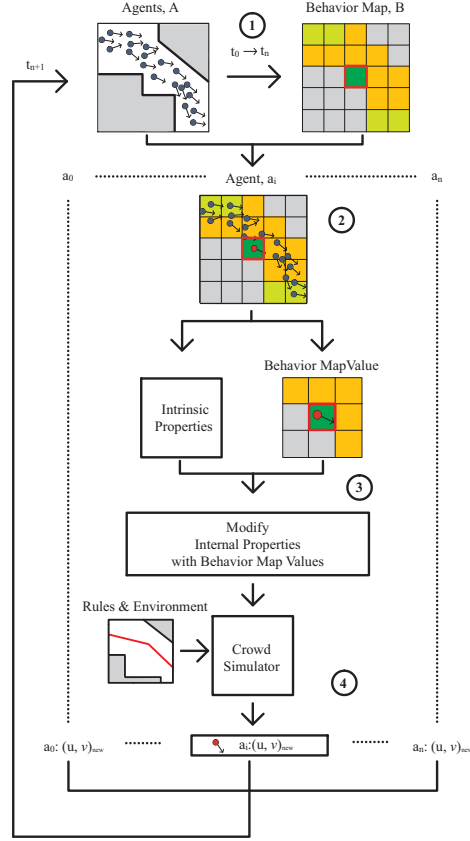 Agents, A
1
Behavior Map, B
t₀ → tₙ
tₙ₊₁
a₀
Agent, aᵢ
aₙ
2
Behavior MapValue
Intrinsic
Properties
3
Modify
Internal Properties
with Behavior Map Values
Rules & Environment
Crowd
Simulator
4
a₀: (u, v)new
aᵢ:(u, v)new
aₙ: (u, v)new